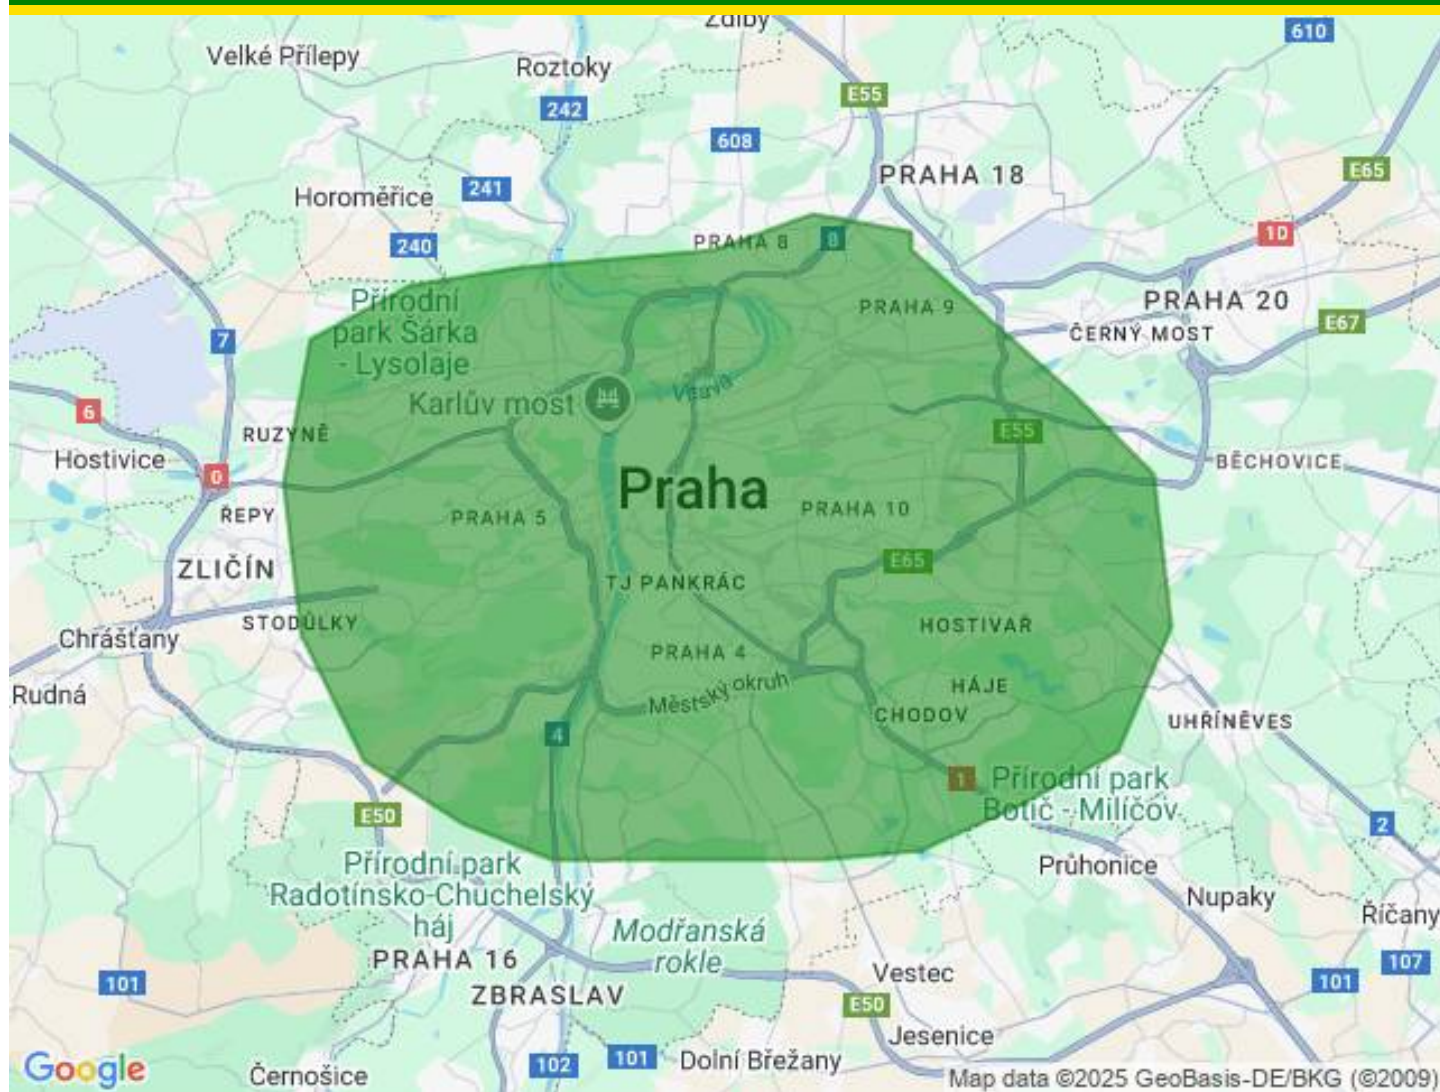 Zdiby
610
Velké Přílepy
Roztoky
E55
242
608
E65
PRAHA 18
241
Horoměřice
10
240
PRAHA 8
8
Přírodní
park Šárka
- Lysolaje
PRAHA 9
PRAHA 20
E67
7
ČERNÝ MOST
Vltava
Karlův most
6
RUZYNĚ
E55
Hostivice
0
BĚCHOVICE
Praha
ŘEPY
PRAHA 5
PRAHA 10
ZLIČÍN
E65
TJ PANKRÁC
STODŮLKY
HOSTIVAŘ
Chrášťany
PRAHA 4
Rudná
HÁJE
Městský okruh
CHODOV
UHŘÍNĚVES
4
1
Přírodní park
Botič - Milíčov
E50
2
Přírodní park
Radotínsko-Chuchelský
háj
Průhonice
Nupaky
Říčany
Modřanská
rokle
PRAHA 16
107
101
Vestec
101
ZBRASLAV
E50
Jesenice
102
101
Dolní Břežany
Google
Černošice
Map data ©2025 GeoBasis-DE/BKG (©2009)